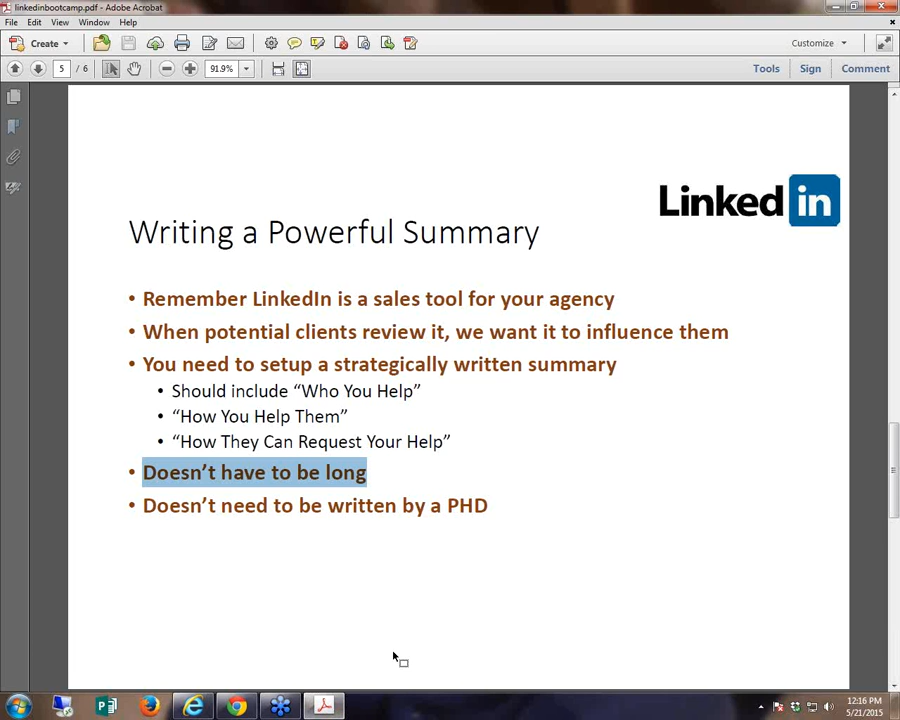 linkedinbootcamp.pdf - Adobe Acrobat
File Edit View Window Help
Create Customize
5 / 6 91.9% Tools Sign Comment
Linked in
Writing a Powerful Summary
• Remember LinkedIn is a sales tool for your agency
• When potential clients review it, we want it to influence them
• You need to setup a strategically written summary
• Should include “Who You Help”
• “How You Help Them”
• “How They Can Request Your Help”
• Doesn’t have to be long
• Doesn’t need to be written by a PHD
12:16 PM
5/21/2015